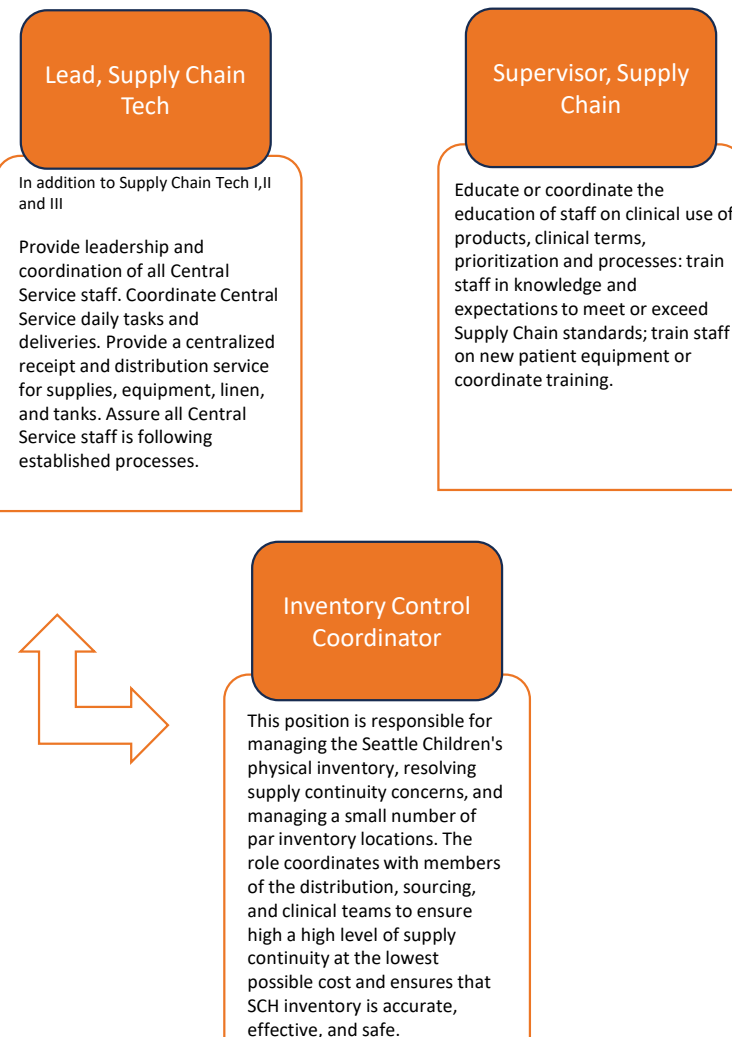 Lead, Supply Chain
Tech
In addition to Supply Chain Tech I,II
and III
Provide leadership and
coordination of all Central
Service staff. Coordinate Central
Service daily tasks and
deliveries. Provide a centralized
receipt and distribution service
for supplies, equipment, linen,
and tanks. Assure all Central
Service staff is following
established processes.
Supervisor, Supply
Chain
Educate or coordinate the
education of staff on clinical use of
products, clinical terms,
prioritization and processes: train
staff in knowledge and
expectations to meet or exceed
Supply Chain standards; train staff
on new patient equipment or
coordinate training.
Inventory Control
Coordinator
This position is responsible for
managing the Seattle Children's
physical inventory, resolving
supply continuity concerns, and
managing a small number of
par inventory locations. The
role coordinates with members
of the distribution, sourcing,
and clinical teams to ensure
high a high level of supply
continuity at the lowest
possible cost and ensures that
SCH inventory is accurate,
effective, and safe.